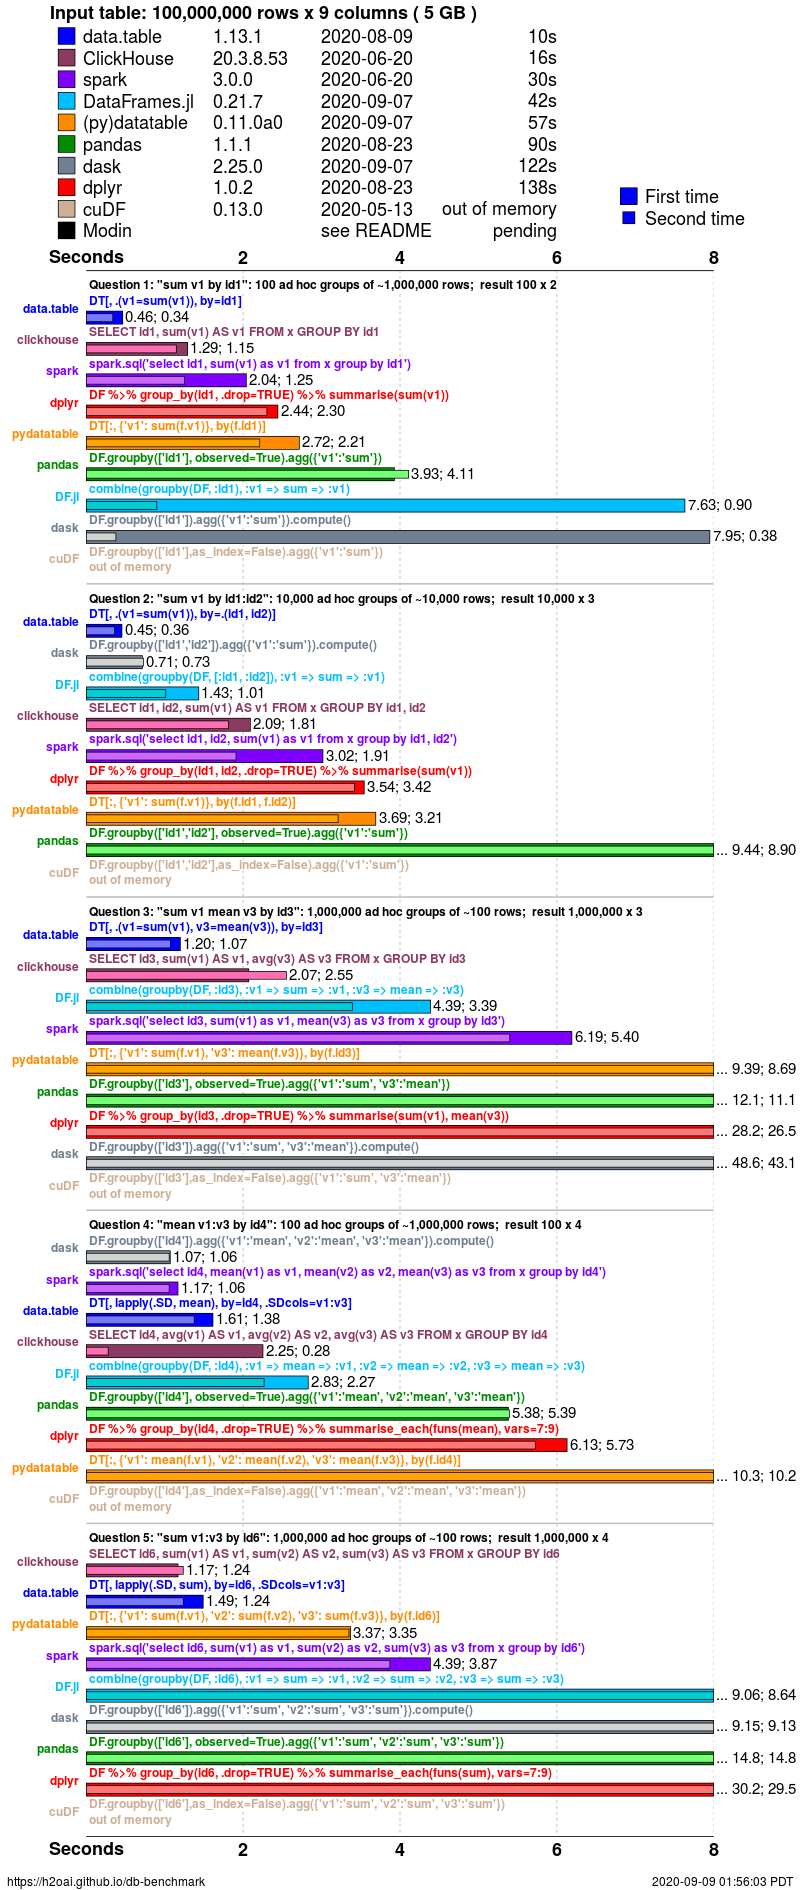 Input table: 100,000,000 rows x 9 columns ( 5 GB )
data.table 1.13.1 2020-08-09 10s
ClickHouse 20.3.8.53 2020-06-20 16s
spark 3.0.0 2020-06-20 30s
DataFrames.jl 0.21.7 2020-09-07 42s
(py)datatable 0.11.0a0 2020-09-07 57s
pandas 1.1.1 2020-08-23 90s
dask 2.25.0 2020-09-07 122s
dplyr 1.0.2 2020-08-23 138s
cuDF 0.13.0 2020-05-13 out of memory
Modin see README pending
First time
Second time
Seconds 2 4 6 8
Question 1: "sum v1 by id1": 100 ad hoc groups of ~1,000,000 rows;  result 100 x 2
DT[, .(v1=sum(v1)), by=id1]
data.table 0.46; 0.34
SELECT id1, sum(v1) AS v1 FROM x GROUP BY id1
clickhouse 1.29; 1.15
spark.sql('select id1, sum(v1) as v1 from x group by id1')
spark 2.04; 1.25
DF %>% group_by(id1, .drop=TRUE) %>% summarise(sum(v1))
dplyr 2.44; 2.30
DT[:, {'v1': sum(f.v1)}, by(f.id1)]
pydatatable 2.72; 2.21
DF.groupby(['id1'], observed=True).agg({'v1':'sum'})
pandas 3.93; 4.11
combine(groupby(DF, :id1), :v1 => sum => :v1)
DF.jl 7.63; 0.90
DF.groupby(['id1']).agg({'v1':'sum'}).compute()
dask 7.95; 0.38
DF.groupby(['id1'],as_index=False).agg({'v1':'sum'})
cuDF out of memory
Question 2: "sum v1 by id1:id2": 10,000 ad hoc groups of ~10,000 rows;  result 10,000 x 3
DT[, .(v1=sum(v1)), by=.(id1, id2)]
data.table 0.45; 0.36
DF.groupby(['id1','id2']).agg({'v1':'sum'}).compute()
dask 0.71; 0.73
combine(groupby(DF, [:id1, :id2]), :v1 => sum => :v1)
DF.jl 1.43; 1.01
SELECT id1, id2, sum(v1) AS v1 FROM x GROUP BY id1, id2
clickhouse 2.09; 1.81
spark.sql('select id1, id2, sum(v1) as v1 from x group by id1, id2')
spark 3.02; 1.91
DF %>% group_by(id1, id2, .drop=TRUE) %>% summarise(sum(v1))
dplyr 3.54; 3.42
DT[:, {'v1': sum(f.v1)}, by(f.id1, f.id2)]
pydatatable 3.69; 3.21
DF.groupby(['id1','id2'], observed=True).agg({'v1':'sum'})
pandas ... 9.44; 8.90
DF.groupby(['id1','id2'],as_index=False).agg({'v1':'sum'})
cuDF out of memory
Question 3: "sum v1 mean v3 by id3": 1,000,000 ad hoc groups of ~100 rows;  result 1,000,000 x 3
DT[, .(v1=sum(v1), v3=mean(v3)), by=id3]
data.table 1.20; 1.07
SELECT id3, sum(v1) AS v1, avg(v3) AS v3 FROM x GROUP BY id3
clickhouse 2.07; 2.55
combine(groupby(DF, :id3), :v1 => sum => :v1, :v3 => mean => :v3)
DF.jl 4.39; 3.39
spark.sql('select id3, sum(v1) as v1, mean(v3) as v3 from x group by id3')
spark 6.19; 5.40
DT[:, {'v1': sum(f.v1), 'v3': mean(f.v3)}, by(f.id3)]
pydatatable ... 9.39; 8.69
DF.groupby(['id3'], observed=True).agg({'v1':'sum', 'v3':'mean'})
pandas ... 12.1; 11.1
DF %>% group_by(id3, .drop=TRUE) %>% summarise(sum(v1), mean(v3))
dplyr ... 28.2; 26.5
DF.groupby(['id3']).agg({'v1':'sum', 'v3':'mean'}).compute()
dask ... 48.6; 43.1
DF.groupby(['id3'],as_index=False).agg({'v1':'sum', 'v3':'mean'})
cuDF out of memory
Question 4: "mean v1:v3 by id4": 100 ad hoc groups of ~1,000,000 rows;  result 100 x 4
DF.groupby(['id4']).agg({'v1':'mean', 'v2':'mean', 'v3':'mean'}).compute()
dask 1.07; 1.06
spark.sql('select id4, mean(v1) as v1, mean(v2) as v2, mean(v3) as v3 from x group by id4')
spark 1.17; 1.06
DT[, lapply(.SD, mean), by=id4, .SDcols=v1:v3]
data.table 1.61; 1.38
SELECT id4, avg(v1) AS v1, avg(v2) AS v2, avg(v3) AS v3 FROM x GROUP BY id4
clickhouse 2.25; 0.28
combine(groupby(DF, :id4), :v1 => mean => :v1, :v2 => mean => :v2, :v3 => mean => :v3)
DF.jl 2.83; 2.27
DF.groupby(['id4'], observed=True).agg({'v1':'mean', 'v2':'mean', 'v3':'mean'})
pandas 5.38; 5.39
DF %>% group_by(id4, .drop=TRUE) %>% summarise_each(funs(mean), vars=7:9)
dplyr 6.13; 5.73
DT[:, {'v1': mean(f.v1), 'v2': mean(f.v2), 'v3': mean(f.v3)}, by(f.id4)]
pydatatable ... 10.3; 10.2
DF.groupby(['id4'],as_index=False).agg({'v1':'mean', 'v2':'mean', 'v3':'mean'})
cuDF out of memory
Question 5: "sum v1:v3 by id6": 1,000,000 ad hoc groups of ~100 rows;  result 1,000,000 x 4
SELECT id6, sum(v1) AS v1, sum(v2) AS v2, sum(v3) AS v3 FROM x GROUP BY id6
clickhouse 1.17; 1.24
DT[, lapply(.SD, sum), by=id6, .SDcols=v1:v3]
data.table 1.49; 1.24
DT[:, {'v1': sum(f.v1), 'v2': sum(f.v2), 'v3': sum(f.v3)}, by(f.id6)]
pydatatable 3.37; 3.35
spark.sql('select id6, sum(v1) as v1, sum(v2) as v2, sum(v3) as v3 from x group by id6')
spark 4.39; 3.87
combine(groupby(DF, :id6), :v1 => sum => :v1, :v2 => sum => :v2, :v3 => sum => :v3)
DF.jl ... 9.06; 8.64
DF.groupby(['id6']).agg({'v1':'sum', 'v2':'sum', 'v3':'sum'}).compute()
dask ... 9.15; 9.13
DF.groupby(['id6'], observed=True).agg({'v1':'sum', 'v2':'sum', 'v3':'sum'})
pandas ... 14.8; 14.8
DF %>% group_by(id6, .drop=TRUE) %>% summarise_each(funs(sum), vars=7:9)
dplyr ... 30.2; 29.5
DF.groupby(['id6'],as_index=False).agg({'v1':'sum', 'v2':'sum', 'v3':'sum'})
cuDF out of memory
Seconds 2 4 6 8
https://h2oai.github.io/db-benchmark 2020-09-09 01:56:03 PDT